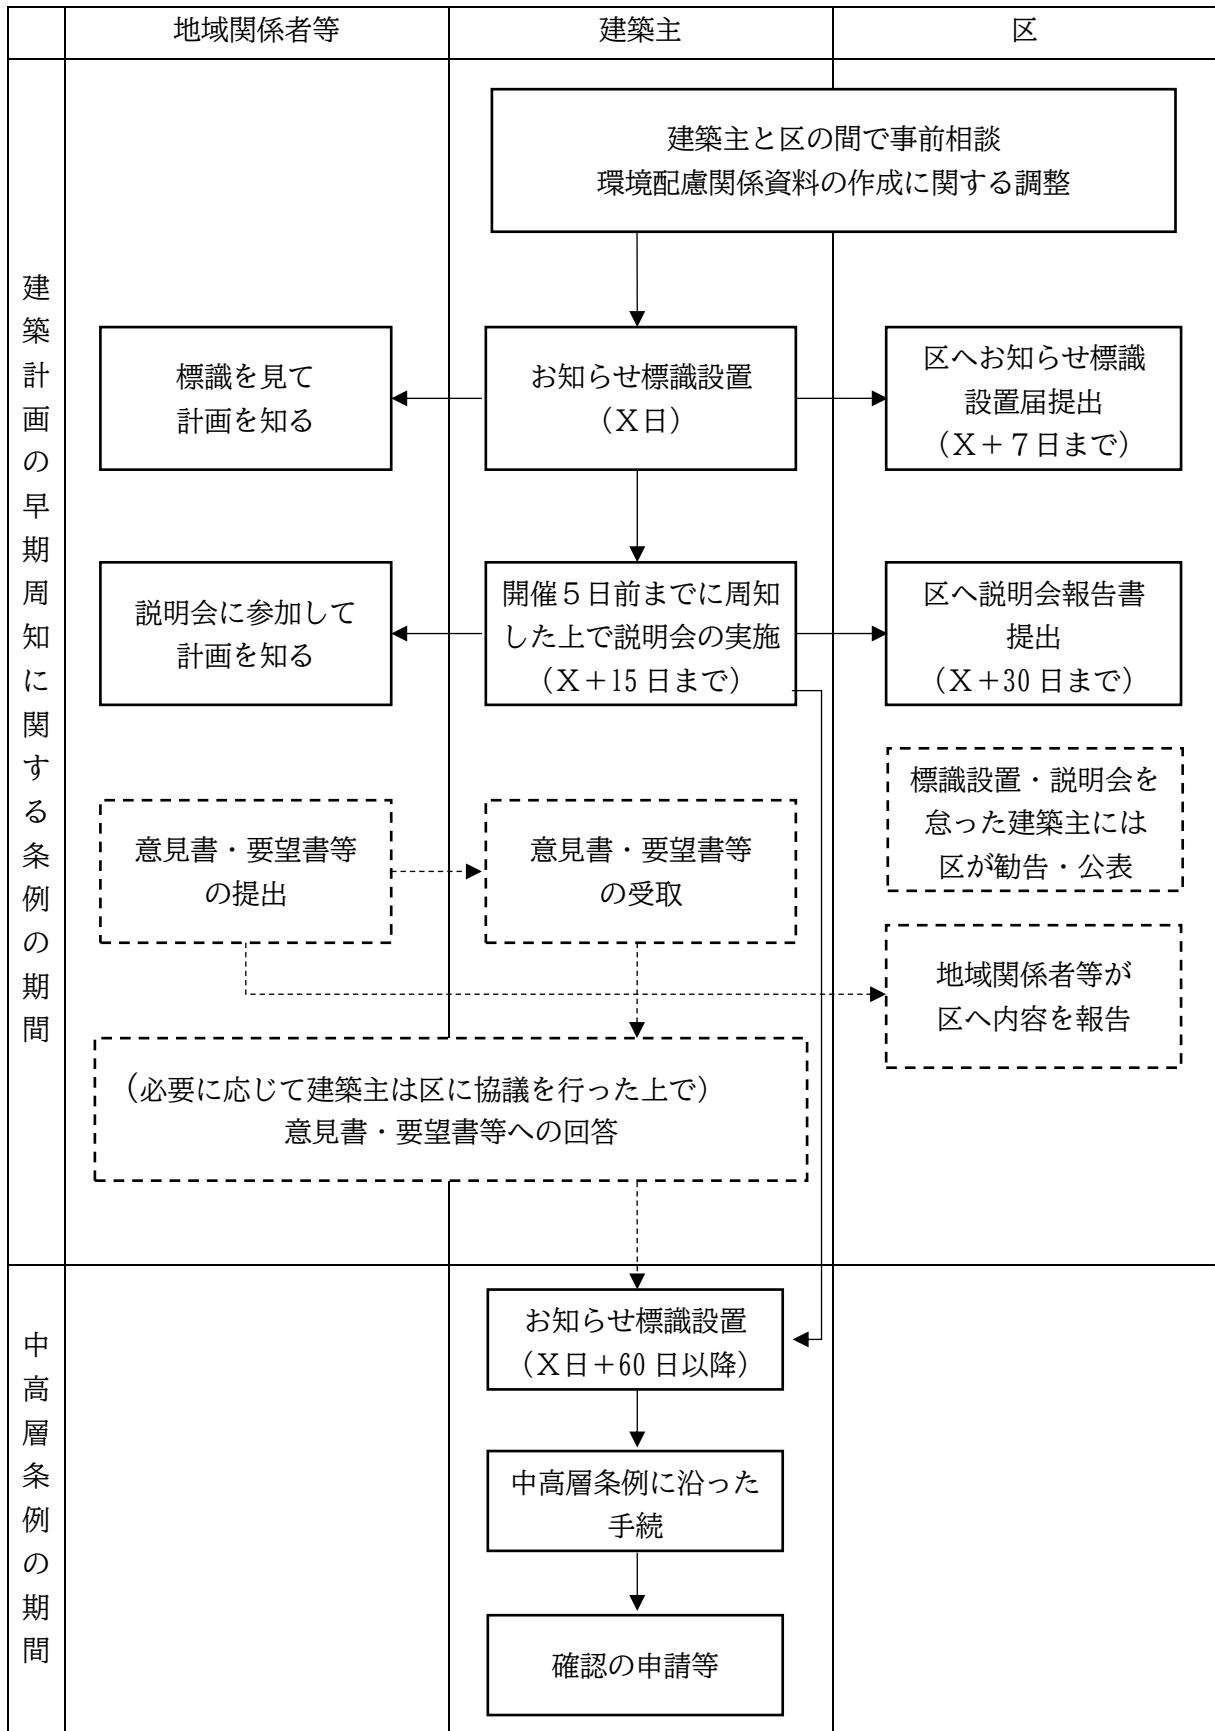 地域関係者等
建築主
区
建築計画の早期周知に関する条例の期間
建築主と区の間で事前相談
環境配慮関係資料の作成に関する調整
標識を見て
計画を知る
お知らせ標識設置
（X日）
区へお知らせ標識
設置届提出
（X＋７日まで）
説明会に参加して
計画を知る
開催５日前までに周知
した上で説明会の実施
（X＋15 日まで）
区へ説明会報告書
提出
（X＋30 日まで）
標識設置・説明会を
怠った建築主には
区が勧告・公表
意見書・要望書等
の提出
意見書・要望書等
の受取
地域関係者等が
区へ内容を報告
（必要に応じて建築主は区に協議を行った上で）
意見書・要望書等への回答
中高層条例の期間
お知らせ標識設置
（X日＋60 日以降）
中高層条例に沿った
手続
確認の申請等